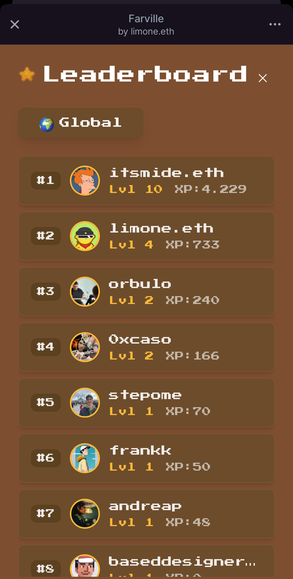 Farville
by limone.eth
Leaderboard
Global
#1
itsmide.eth
Lvl 10 XP:4.229
#2
limone.eth
Lvl 4 XP:733
#3
orbulo
Lvl 2 XP:240
#4
0xcaso
Lvl 2 XP:166
#5
stepome
Lvl 1 XP:70
#6
frankk
Lvl 1 XP:50
#7
andreap
Lvl 1 XP:48
#8
baseddesigner...